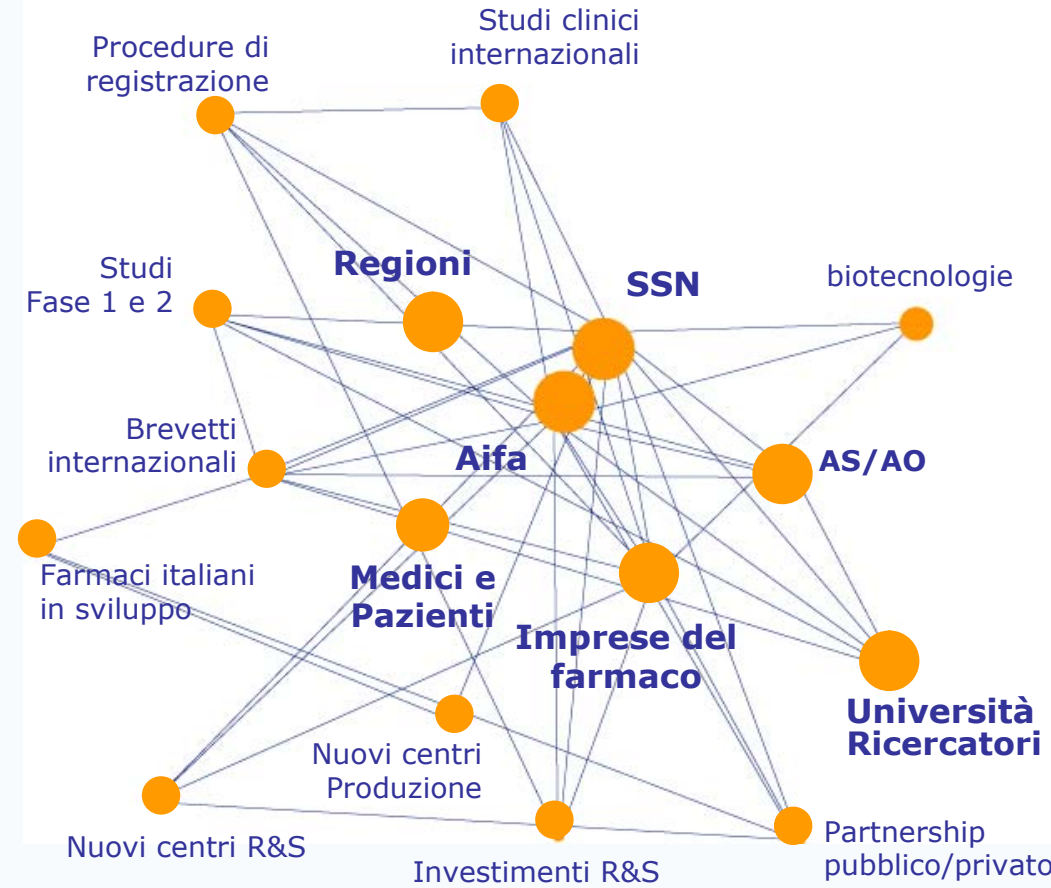 Studi clinici
internazionali
Procedure di
registrazione
Regioni
SSN
biotecnologie
Studi
Fase 1 e 2
Brevetti
internazionali
Aifa
AS/AO
Farmaci italiani
in sviluppo
Medici e
Pazienti
Imprese del
farmaco
Università
Ricercatori
Nuovi centri
Produzione
Nuovi centri R&S
Investimenti R&S
Partnership
pubblico/privato